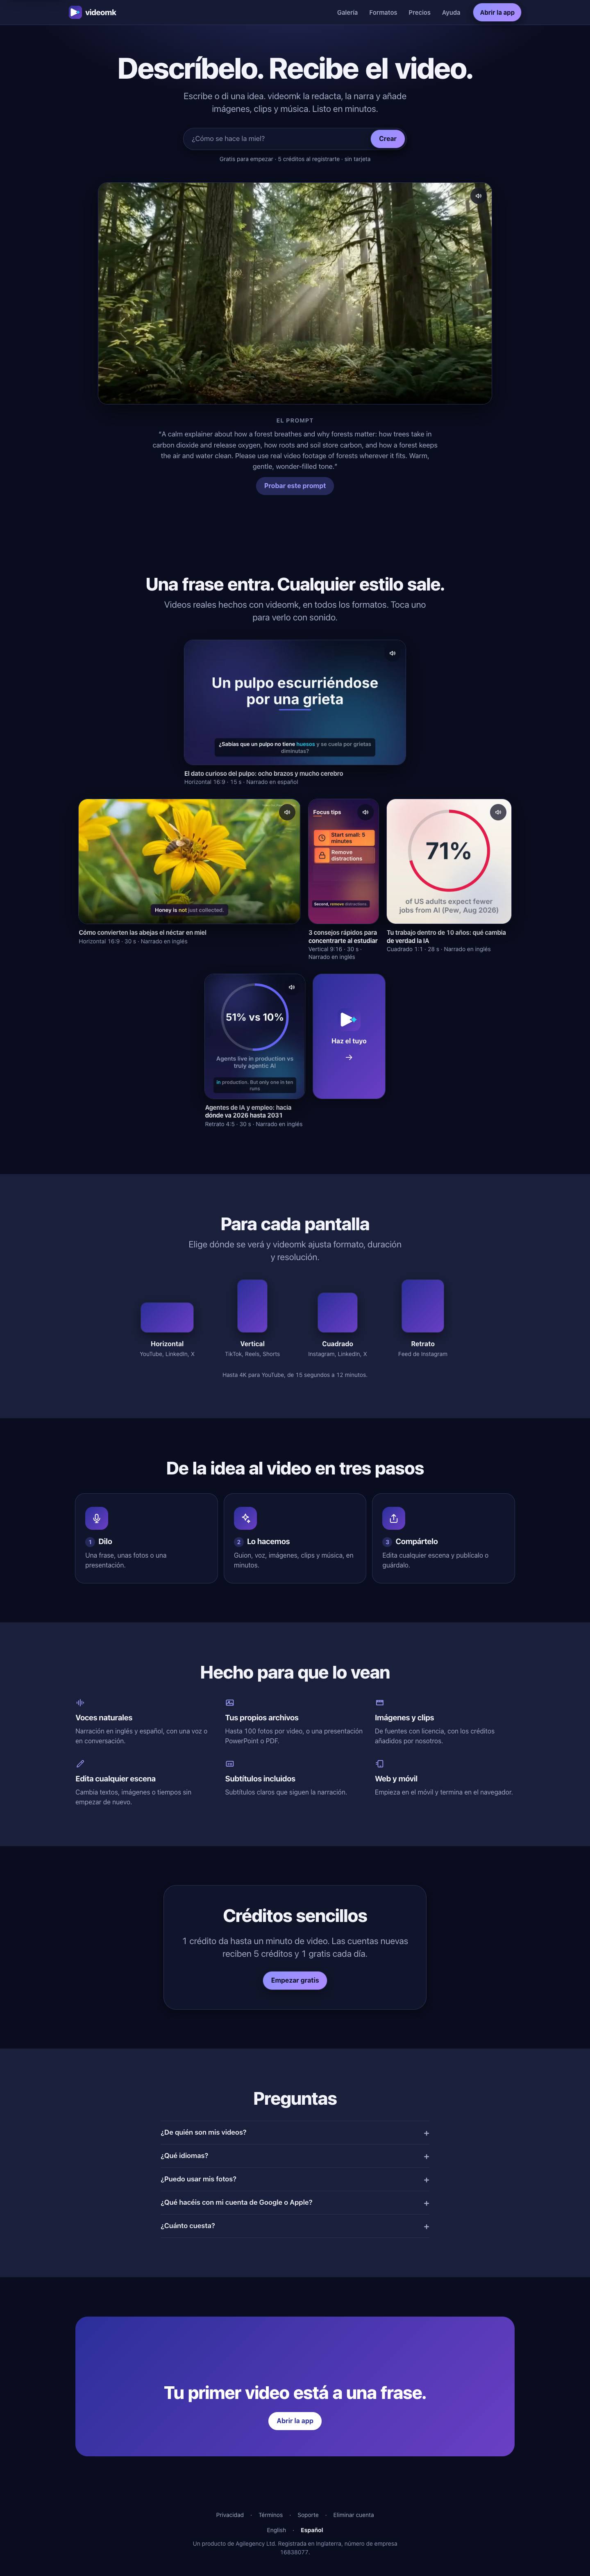 videomk
Galería Formatos Precios Ayuda Abrir la app
Descríbelo. Recibe el video.
Escribe o di una idea. videomk la redacta, la narra y añade
imágenes, clips y música. Listo en minutos.
¿Cómo se hace la miel? Crear
Gratis para empezar · 5 créditos al registrarte · sin tarjeta
EL PROMPT
"A calm explainer about how a forest breathes and why forests matter: how trees take in
carbon dioxide and release oxygen, how roots and soil store carbon, and how a forest keeps
the air and water clean. Please use real video footage of forests wherever it fits. Warm,
gentle, wonder-filled tone."
Probar este prompt
Una frase entra. Cualquier estilo sale.
Videos reales hechos con videomk, en todos los formatos. Toca uno
para verlo con sonido.
Un pulpo escurriéndose
por una grieta
¿Sabías que un pulpo no tiene huesos y se cuela por grietas
diminutas?
El dato curioso del pulpo: ocho brazos y mucho cerebro
Horizontal 16:9 · 15 s · Narrado en español
Honey is not just collected.
Cómo convierten las abejas el néctar en miel
Horizontal 16:9 · 30 s · Narrado en inglés
Focus tips
Start small: 5
minutes
Remove
distractions
Second, remove distractions.
3 consejos rápidos para
concentrarte al estudiar
Vertical 9:16 · 30 s ·
Narrado en inglés
71%
of US adults expect fewer
jobs from AI (Pew, Aug 2026)
Tu trabajo dentro de 10 años: qué cambia
de verdad la IA
Cuadrado 1:1 · 28 s · Narrado en inglés
51% vs 10%
Agents live in production vs
truly agentic AI
in production. But only one in ten
runs
Agentes de IA y empleo: hacia
dónde va 2026 hasta 2031
Retrato 4:5 · 30 s · Narrado en inglés
Haz el tuyo
Para cada pantalla
Elige dónde se verá y videomk ajusta formato, duración
y resolución.
Horizontal
YouTube, LinkedIn, X
Vertical
TikTok, Reels, Shorts
Cuadrado
Instagram, LinkedIn, X
Retrato
Feed de Instagram
Hasta 4K para YouTube, de 15 segundos a 12 minutos.
De la idea al video en tres pasos
1 Dilo
Una frase, unas fotos o una
presentación.
2 Lo hacemos
Guion, voz, imágenes, clips y música, en
minutos.
3 Compártelo
Edita cualquier escena y publícalo o
guárdalo.
Hecho para que lo vean
Voces naturales
Narración en inglés y español, con una voz o
en conversación.
Tus propios archivos
Hasta 100 fotos por video, o una presentación
PowerPoint o PDF.
Imágenes y clips
De fuentes con licencia, con los créditos
añadidos por nosotros.
Edita cualquier escena
Cambia textos, imágenes o tiempos sin
empezar de nuevo.
Subtítulos incluidos
Subtítulos claros que siguen la narración.
Web y móvil
Empieza en el móvil y termina en el navegador.
Créditos sencillos
1 crédito da hasta un minuto de video. Las cuentas nuevas
reciben 5 créditos y 1 gratis cada día.
Empezar gratis
Preguntas
¿De quién son mis videos?
¿Qué idiomas?
¿Puedo usar mis fotos?
¿Qué hacéis con mi cuenta de Google o Apple?
¿Cuánto cuesta?
Tu primer video está a una frase.
Abrir la app
Privacidad · Términos · Soporte · Eliminar cuenta
English · Español
Un producto de Agilegency Ltd. Registrada en Inglaterra, número de empresa
16838077.